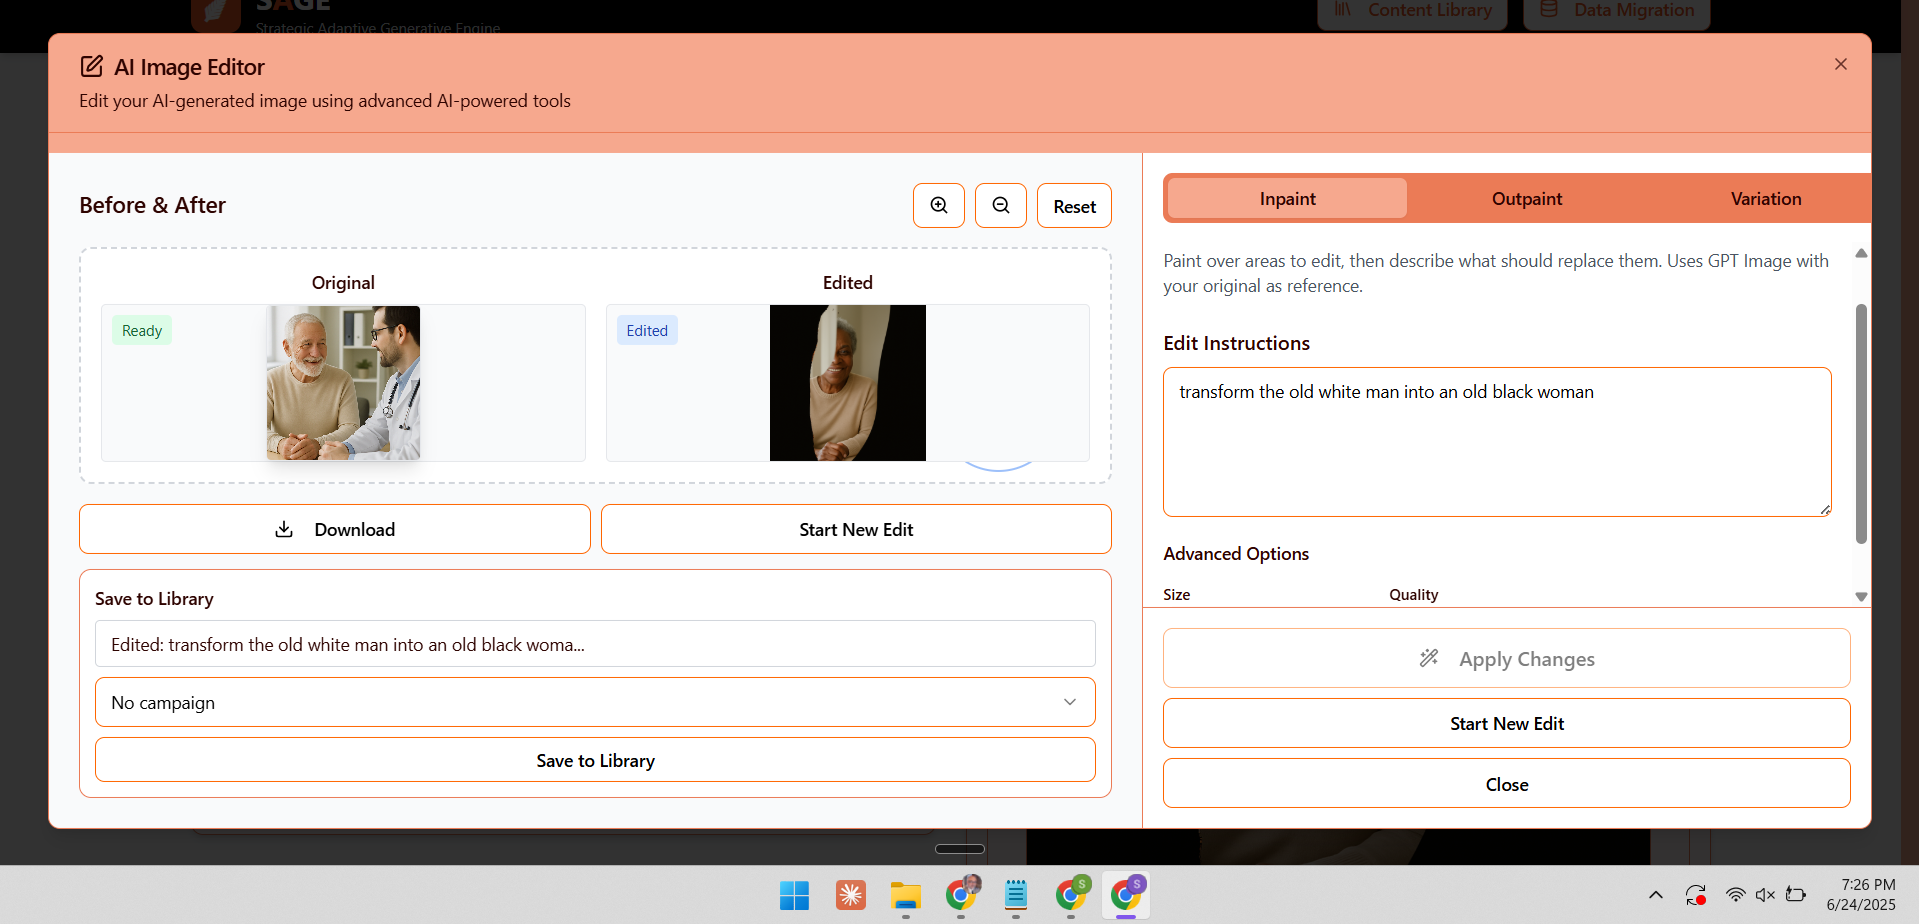 SAGE
Strategic Adaptive Generative Engine
Content Library
Data Migration
AI Image Editor
Edit your AI-generated image using advanced AI-powered tools
Before & After
Reset
Original
Edited
Ready
Edited
Download
Start New Edit
Save to Library
Edited: transform the old white man into an old black woma...
No campaign
Save to Library
Inpaint
Outpaint
Variation
Paint over areas to edit, then describe what should replace them. Uses GPT Image with
your original as reference.
Edit Instructions
transform the old white man into an old black woman
Advanced Options
Size
Quality
Apply Changes
Start New Edit
Close
S
S
7:26 PM
6/24/2025